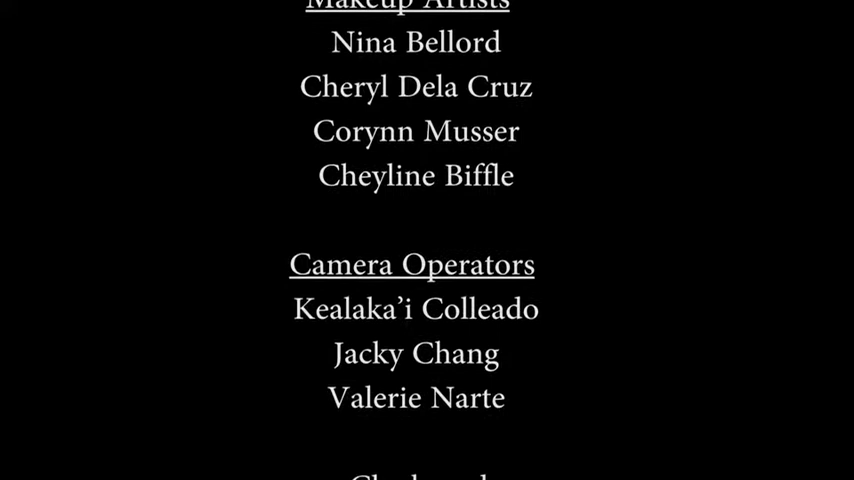 Makeup Artists
Nina Bellord
Cheryl Dela Cruz
Corynn Musser
Cheyline Biffle
Camera Operators
Kealaka’i Colleado
Jacky Chang
Valerie Narte